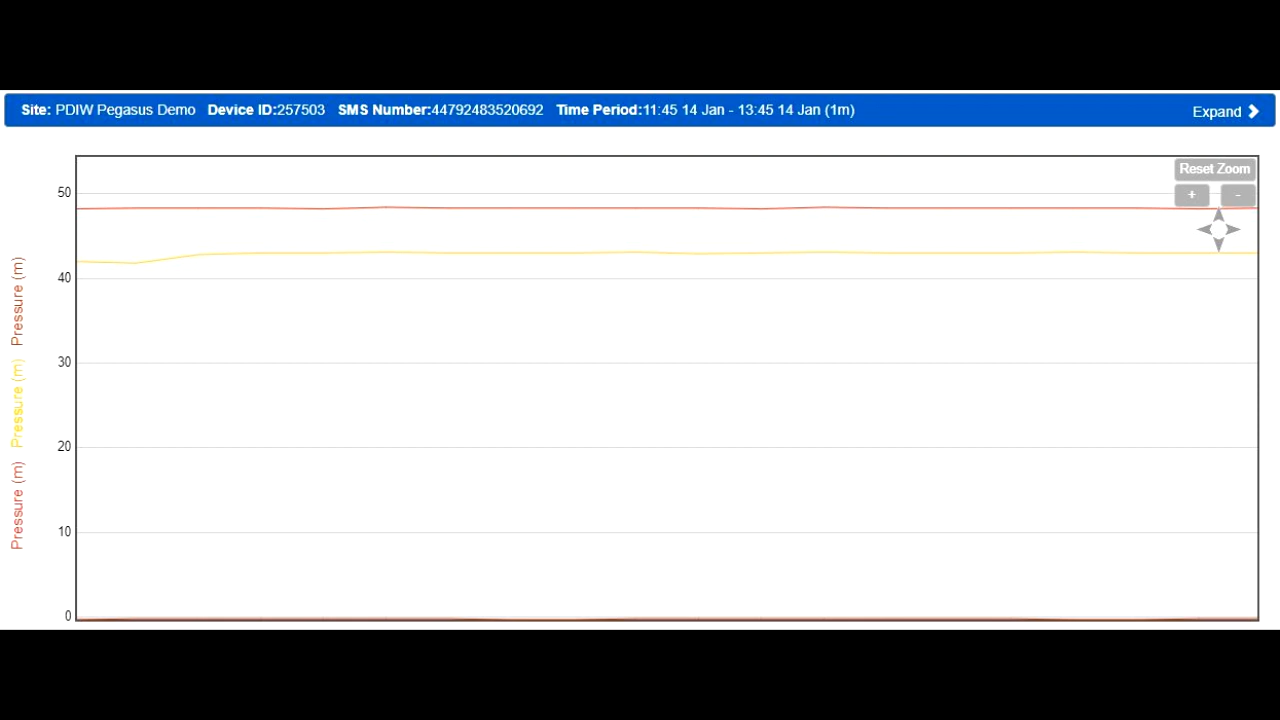 Site: PDIW Pegasus Demo Device ID:257503 SMS Number:44792483520692 Time Period:11:45 14 Jan - 13:45 14 Jan (1m)
Expand
Reset Zoom
+ -
50
40
30
20
10
0
Pressure (m)
Pressure (m)
Pressure (m)